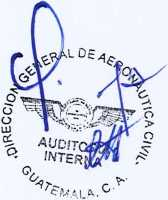 DIRECCION GENERAL DE AERONAUTICA CIVIL
AUDITORIA
INTERNA
GUATEMALA, C. A.